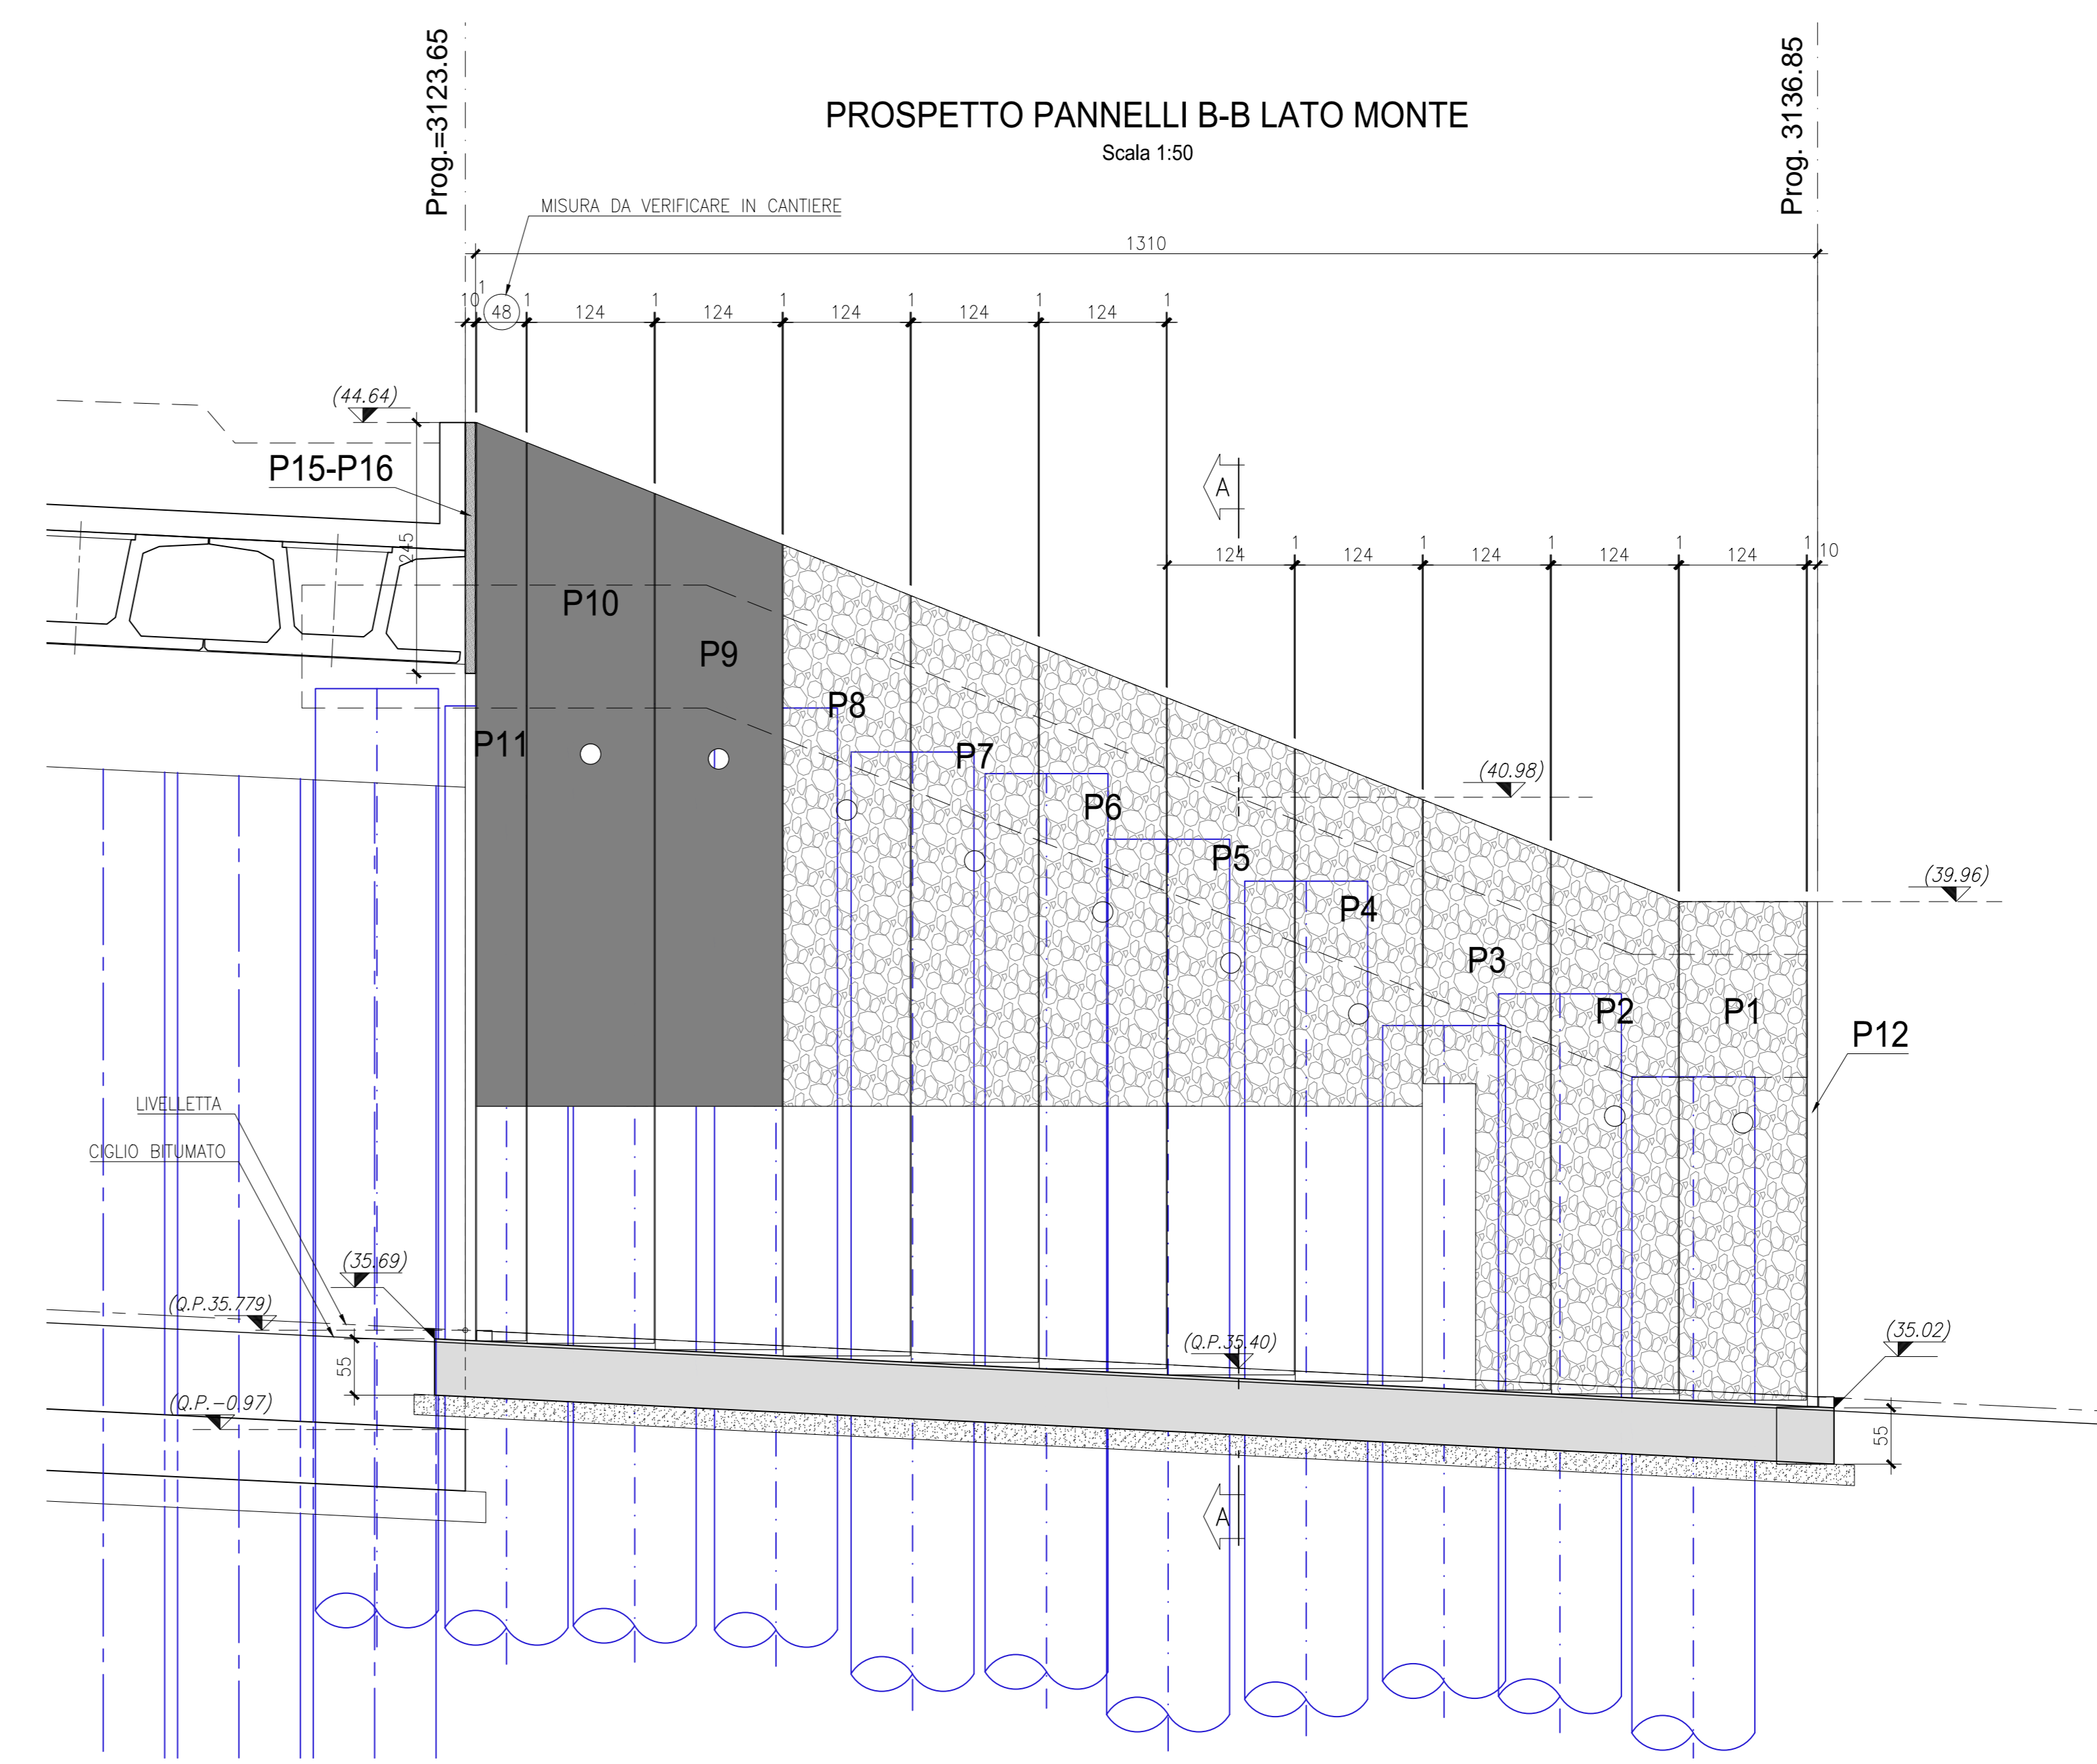 Prog.=3123.65
Prog. 3136.85
PROSPETTO PANNELLI B-B LATO MONTE
Scala 1:50
MISURA DA VERIFICARE IN CANTIERE
1310
10 1 48 1 124 1 124 1 124 1 124 1 124 1
(44.64)
P15-P16
A
245
124 1 124 1 124 1 124 1 124 1 10
P10
P9
P8
P11
P7
(40.98)
P6
P5
(39.96)
P4
P3
P2
P1
P12
LIVELLETTA
CIGLIO BITUMATO
(35.69)
(Q.P.35.779)
(Q.P.35.40)
(35.02)
55
(Q.P.-0.97)
55
A